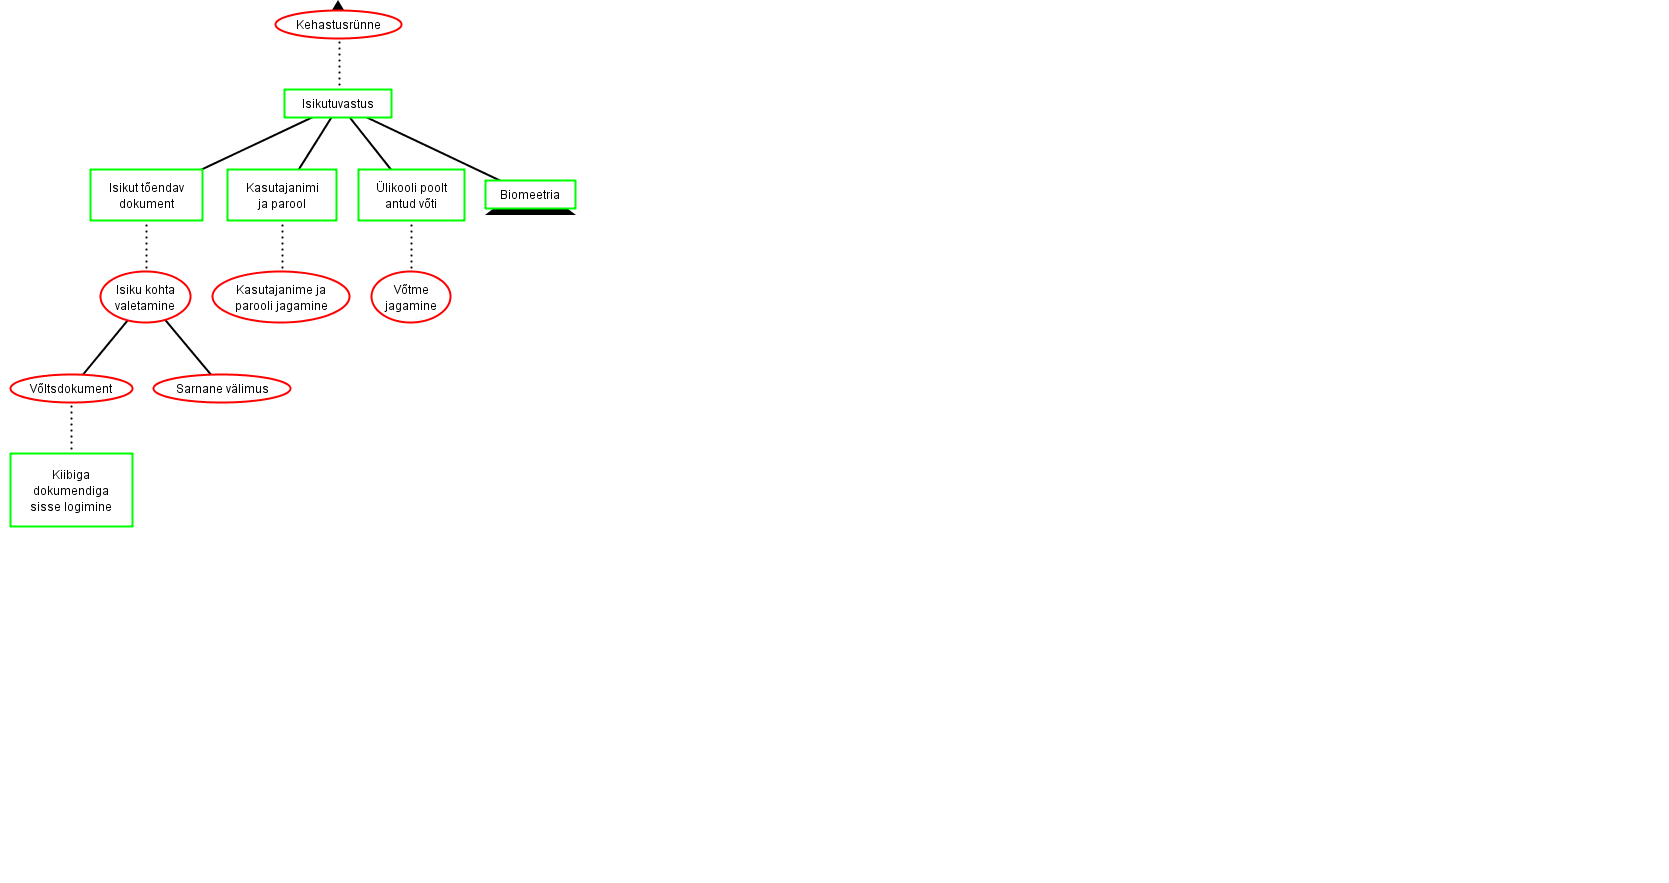 Kehastusrünne
Isikutuvastus
Isikut tõendav
dokument
Kasutajanimi
ja parool
Ülikooli poolt
antud võti
Biomeetria
Isiku kohta
valetamine
Kasutajanime ja
parooli jagamine
Võtme
jagamine
Võltsdokument
Sarnane välimus
Kiibiga
dokumendiga
sisse logimine